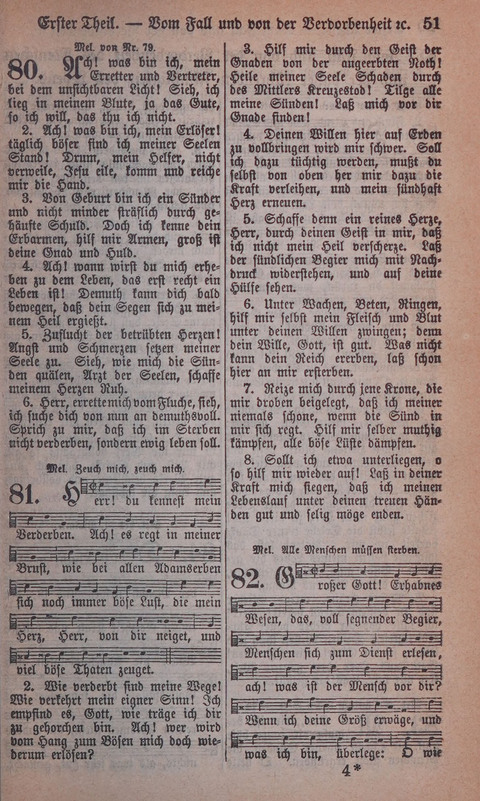 Erster Theil. — Vom Fall und von der Verdorbenheit ꝛc. 51
Mel. von Nr. 79.
80. Ach! was bin ich, mein
Erretter und Vertreter,
bei dem unsichtbaren Licht! Sieh, ich
lieg in meinem Blute, ja das Gute,
so ich will, das thu ich nicht.
2. Ach! was bin ich, mein Erlöser!
täglich böser find ich meiner Seelen
Stand! Drum, mein Helfer, nicht
verweile, Jesu eile, komm und reiche
mir die Hand.
3. Von Geburt bin ich ein Sünder
und nicht minder sträflich durch ge-
häufte Schuld. Doch ich kenne dein
Erbarmen, hilf mir Armen, groß ist
deine Gnad und Huld.
4. Ach! wann wirst du mich erhe-
ben zu dem Leben, das erst recht ein
Leben ist! Demuth kann dich bald
bewegen, daß dein Segen sich zu mei-
nem Heil ergießt.
5. Zuflucht der betrübten Herzen!
Angst und Schmerzen setzen meiner
Seele zu. Sieh, wie mich die Sün-
den quälen, Arzt der Seelen, schaffe
meinem Herzen Ruh.
6. Herr, errette mich vom Fluche, sieh,
ich suche dich von nun an demuthsvoll.
Sprich zu mir, daß ich im Sterben
nicht verderben, sondern ewig leben soll.
Mel. Zeuch mich, zeuch mich.
81. Herr! du kennest mein
Verderben. Ach! es regt in meiner
Brust, wie bei allen Adamserben
sich noch immer böse Lust, die mein
Herz, Herr, von dir neiget, und
viel böse Thaten zeuget.
2. Wie verderbt sind meine Wege!
Wie verkehrt mein eigner Sinn! Ich
empfind es, Gott, wie träge ich dir
zu gehorchen bin. Ach! wer wird
vom Hang zum Bösen mich doch wie-
derum erlösen?
3. Hilf mir durch den Geist der
Gnaden von der angeerbten Noth!
Heile meiner Seele Schaden durch
des Mittlers Kreuzestod! Tilge alle
meine Sünden! Laß mich vor dir
Gnade finden!
4. Deinen Willen hier auf Erden
zu vollbringen wird mir schwer. Soll
ich dazu tüchtig werden, mußt du
selbst von oben her mir dazu die
Kraft verleihen, und mein sündhaft
Herz erneuen.
5. Schaffe denn ein reines Herze,
Herr, durch deinen Geist in mir, daß
ich nicht mein Heil verscherze. Laß
der sündlichen Begier mich mit Nach-
druck widerstehen, und auf deine
Hülfe sehen.
6. Unter Wachen, Beten, Ringen,
hilf mir selbst mein Fleisch und Blut
unter deinen Willen zwingen; denn
dein Wille, Gott, ist gut. Was nicht
kann dein Reich ererben, laß schon
hier an mir ersterben.
7. Reize mich durch jene Krone, die
mir droben beigelegt, daß ich meiner
niemals schone, wenn die Sünd in
mir sich regt. Hilf mir selber muthig
kämpfen, alle böse Lüste dämpfen.
8. Sollt ich etwa unterliegen, o
so hilf mir wieder auf! Laß in deiner
Kraft mich siegen, daß ich meinen
Lebenslauf unter deinen treuen Hän-
den gut und selig möge enden.
Mel. Alle Menschen müssen sterben.
82. Großer Gott! Erhabnes
Wesen, das, voll segnender Begier,
Menschen sich zum Dienst erlesen,
ach! was ist der Mensch vor dir?
Wenn ich deine Größ erwäge, und
was ich bin, überlege: O wie
4*